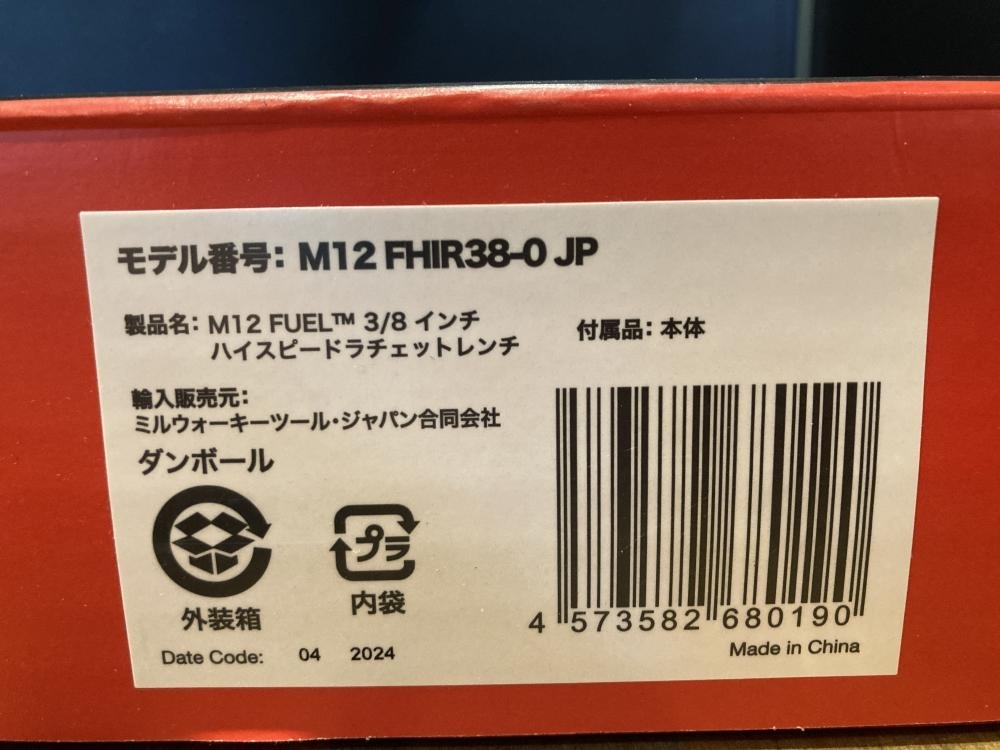 モデル番号: M12 FHIR38-0 JP
製品名: M12 FUEL™ 3/8 インチ
ハイスピードラチェットレンチ
付属品: 本体
輸入販売元:
ミルウォーキーツール・ジャパン合同会社
ダンボール
プラ
外装箱
内袋
4 573582 680190
Date Code: 04 2024
Made in China